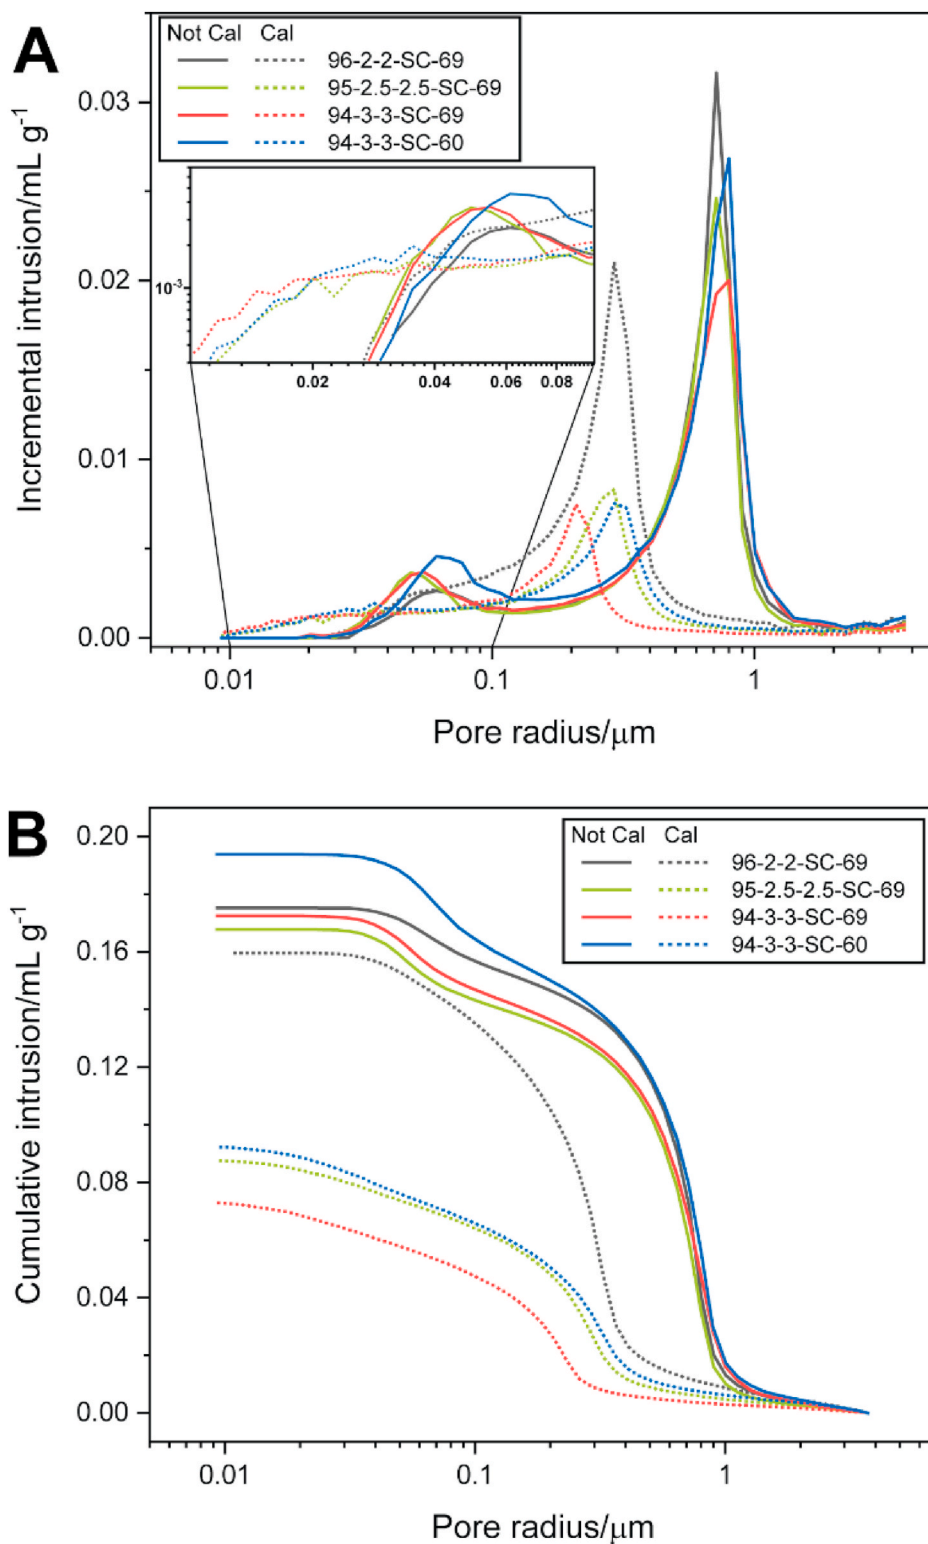 A
Not Cal Cal
96-2-2-SC-69
95-2.5-2.5-SC-69
94-3-3-SC-69
94-3-3-SC-60
Incremental intrusion/mL g⁻¹
0.03
0.02
0.01
0.00
10⁻³
0.02 0.04 0.06 0.08
0.01 0.1 1
Pore radius/μm
B
Not Cal Cal
96-2-2-SC-69
95-2.5-2.5-SC-69
94-3-3-SC-69
94-3-3-SC-60
Cumulative intrusion/mL g⁻¹
0.20
0.16
0.12
0.08
0.04
0.00
0.01 0.1 1
Pore radius/μm